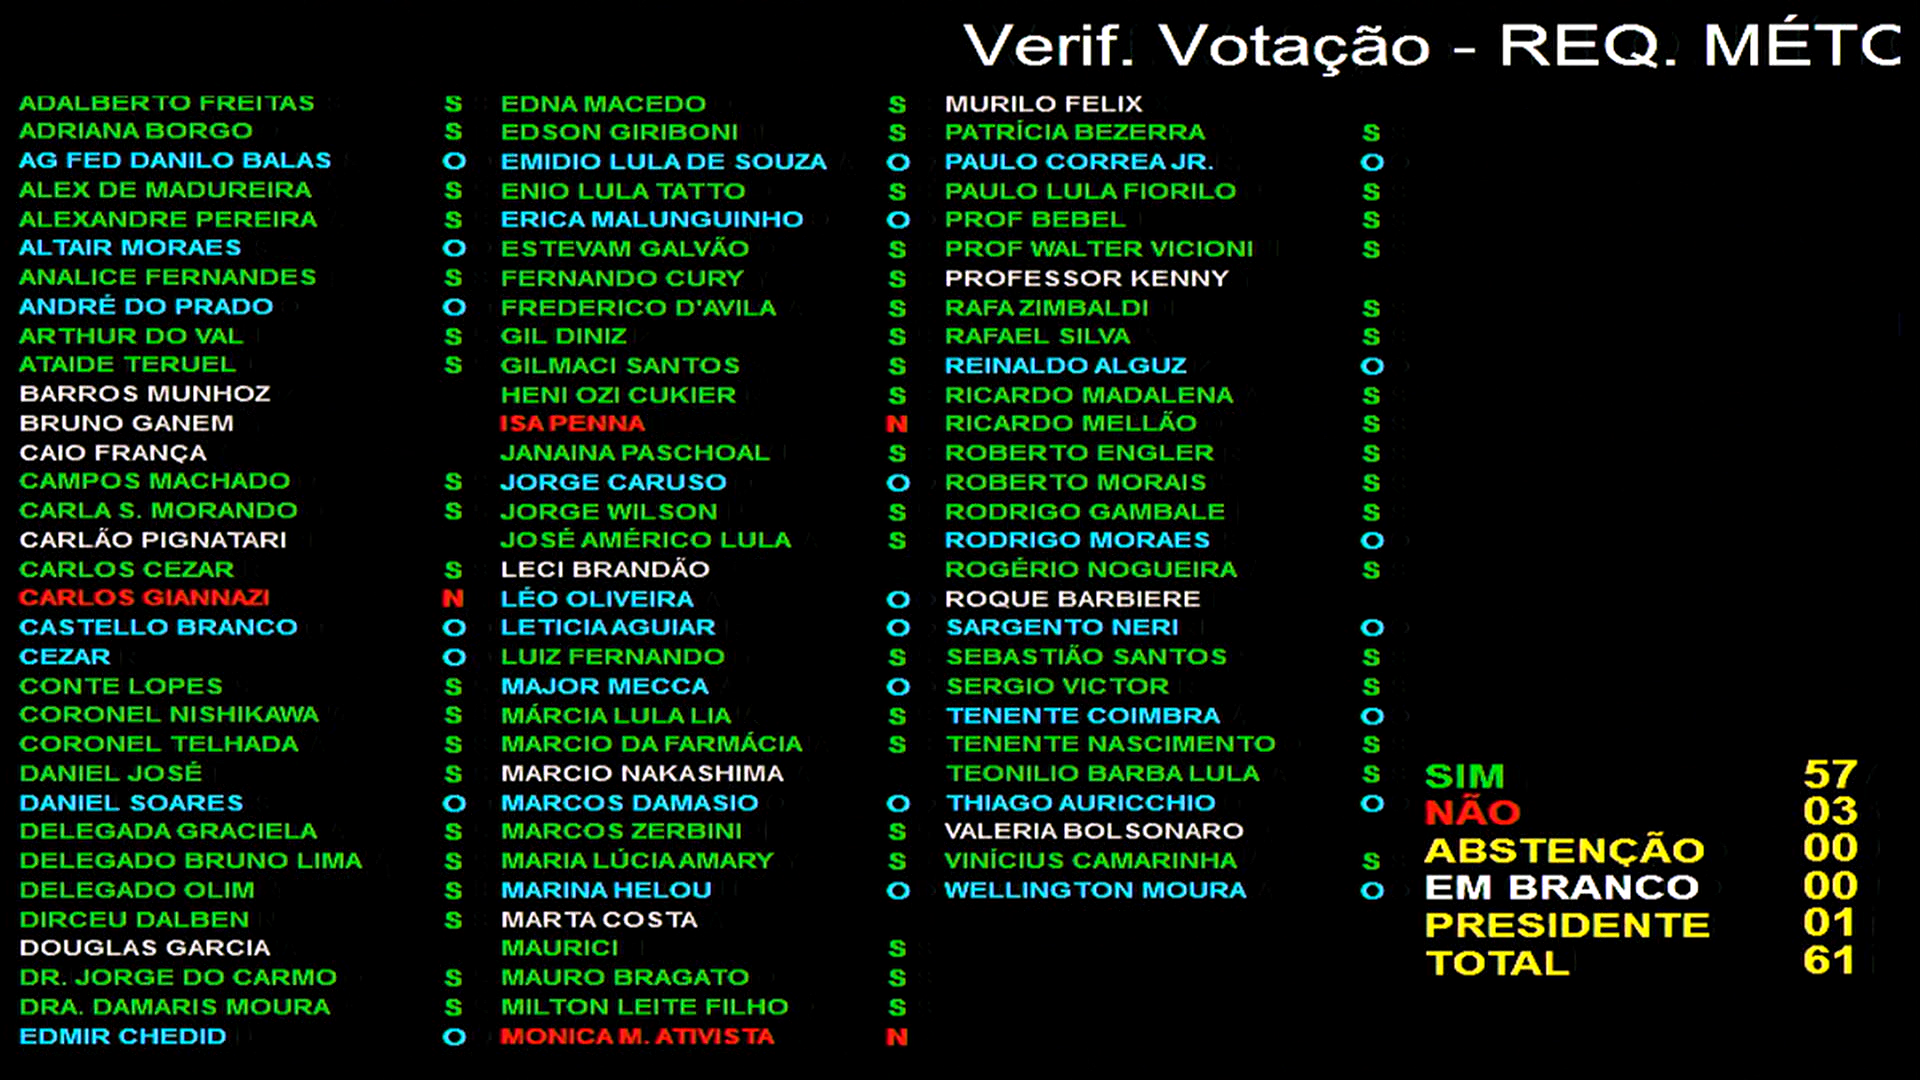 Verif. Votação - REQ. MÉTO
ADALBERTO FREITAS S
ADRIANA BORGO S
AG FED DANILO BALAS O
ALEX DE MADUREIRA S
ALEXANDRE PEREIRA S
ALTAIR MORAES O
ANALICE FERNANDES S
ANDRÉ DO PRADO O
ARTHUR DO VAL S
ATAIDE TERUEL S
BARROS MUNHOZ
BRUNO GANEM
CAIO FRANÇA
CAMPOS MACHADO S
CARLA S. MORANDO S
CARLÃO PIGNATARI
CARLOS CEZAR S
CARLOS GIANNAZI N
CASTELLO BRANCO O
CEZAR O
CONTE LOPES S
CORONEL NISHIKAWA S
CORONEL TELHADA S
DANIEL JOSÉ S
DANIEL SOARES O
DELEGADA GRACIELA S
DELEGADO BRUNO LIMA S
DELEGADO OLIM S
DIRCEU DALBEN S
DOUGLAS GARCIA
DR. JORGE DO CARMO S
DRA. DAMARIS MOURA S
EDMIR CHEDID O
EDNA MACEDO S
EDSON GIRIBONI S
EMIDIO LULA DE SOUZA O
ENIO LULA TATTO S
ERICA MALUNGUINHO O
ESTEVAM GALVÃO S
FERNANDO CURY S
FREDERICO D'AVILA S
GIL DINIZ S
GILMACI SANTOS S
HENI OZI CUKIER S
ISA PENNA N
JANAINA PASCHOAL S
JORGE CARUSO O
JORGE WILSON S
JOSÉ AMÉRICO LULA S
LECI BRANDÃO
LÉO OLIVEIRA O
LETICIA AGUIAR O
LUIZ FERNANDO S
MAJOR MECCA O
MÁRCIA LULA LIA S
MARCIO DA FARMÁCIA S
MARCIO NAKASHIMA
MARCOS DAMASIO O
MARCOS ZERBINI S
MARIA LÚCIA AMARY S
MARINA HELOU O
MARTA COSTA
MAURICI S
MAURO BRAGATO S
MILTON LEITE FILHO S
MONICA M. ATIVISTA N
MURILO FELIX
PATRÍCIA BEZERRA S
PAULO CORREA JR. O
PAULO LULA FIORILO S
PROF BEBEL S
PROF WALTER VICIONI S
PROFESSOR KENNY
RAFA ZIMBALDI S
RAFAEL SILVA S
REINALDO ALGUZ O
RICARDO MADALENA S
RICARDO MELLÃO S
ROBERTO ENGLER S
ROBERTO MORAIS S
RODRIGO GAMBALE S
RODRIGO MORAES O
ROGÉRIO NOGUEIRA S
ROQUE BARBIERE
SARGENTO NERI O
SEBASTIÃO SANTOS S
SERGIO VICTOR S
TENENTE COIMBRA O
TENENTE NASCIMENTO S
TEONILIO BARBA LULA S
THIAGO AURICCHIO O
VALERIA BOLSONARO
VINÍCIUS CAMARINHA S
WELLINGTON MOURA O
SIM 57
NÃO 03
ABSTENÇÃO 00
EM BRANCO 00
PRESIDENTE 01
TOTAL 61